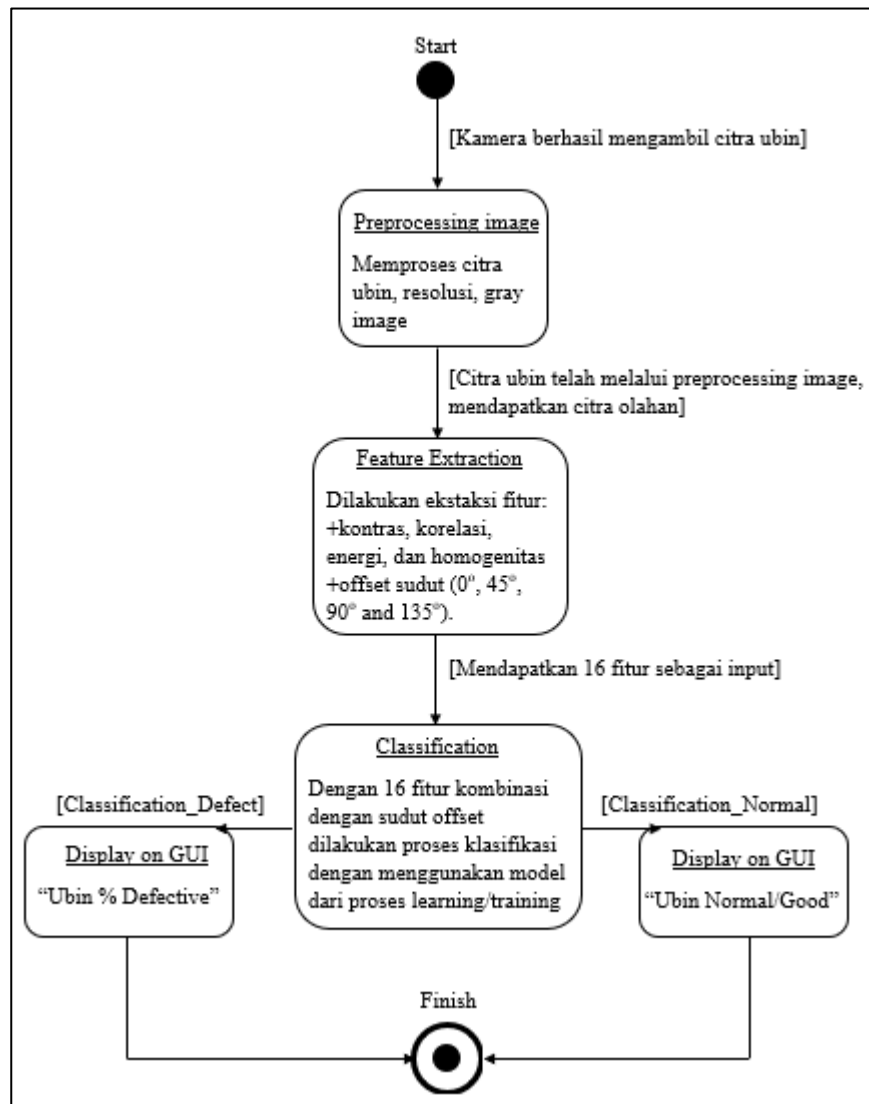 Start
[Kamera berhasil mengambil citra ubin]
Preprocessing image
Memproses citra
ubin, resolusi, gray
image
[Citra ubin telah melalui preprocessing image,
mendapatkan citra olahan]
Feature Extraction
Dilakukan ekstaksi fitur:
+kontras, korelasi,
energi, dan homogenitas
+offset sudut (0°, 45°,
90° and 135°).
[Mendapatkan 16 fitur sebagai input]
Classification
Dengan 16 fitur kombinasi
dengan sudut offset
dilakukan proses klasifikasi
dengan menggunakan model
dari proses learning/training
[Classification_Defect]
Display on GUI
“Ubin % Defective”
[Classification_Normal]
Display on GUI
“Ubin Normal/Good”
Finish